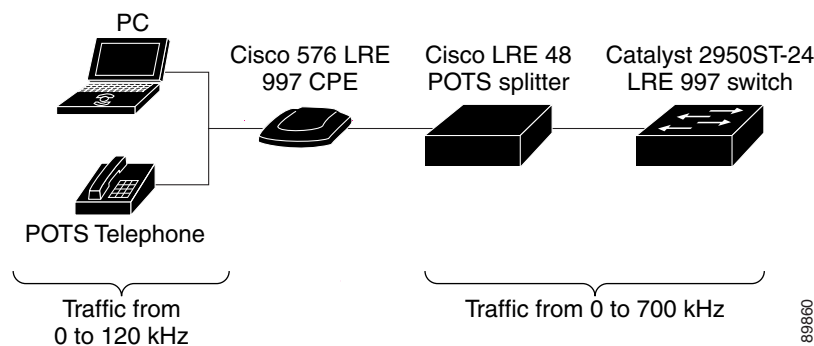 PC
Cisco 576 LRE
997 CPE
Cisco LRE 48
POTS splitter
Catalyst 2950ST-24
LRE 997 switch
POTS Telephone
Traffic from
0 to 120 kHz
Traffic from 0 to 700 kHz
89860